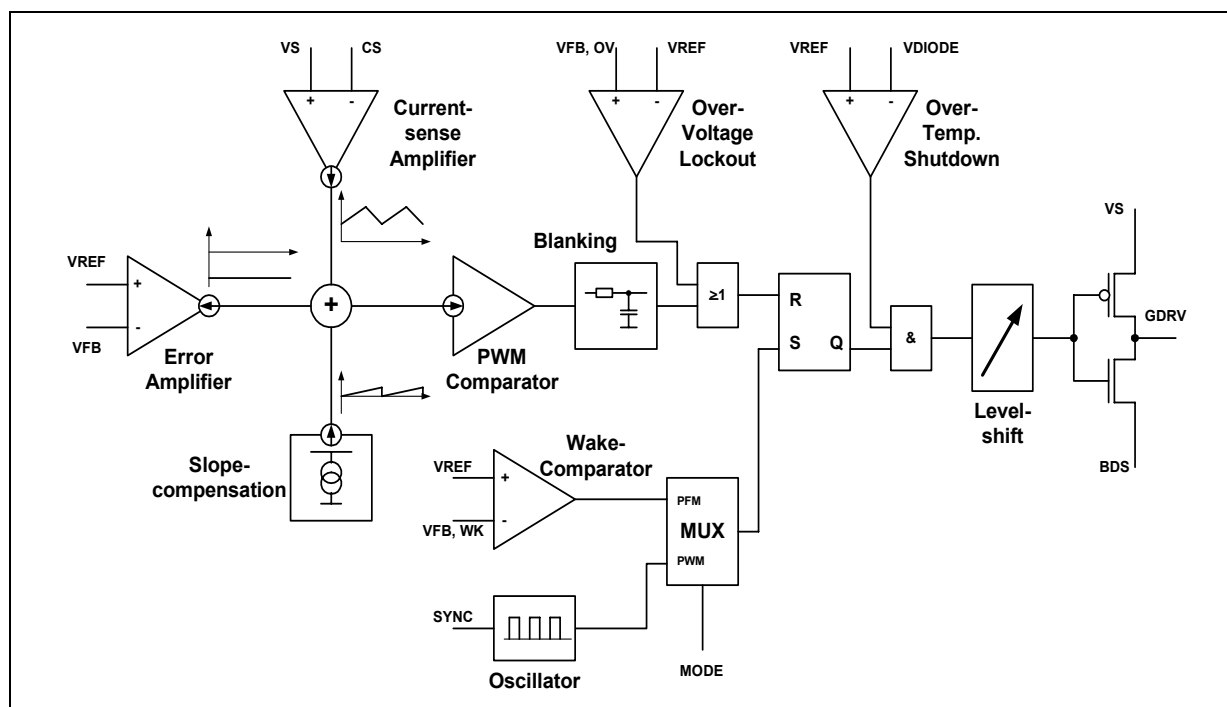 VS CS
VFB, OV VREF
VREF VDIODE
+ -
+ -
+ -
Current-
sense
Amplifier
Over-
Voltage
Lockout
Over-
Temp.
Shutdown
VS
Blanking
VREF
+
+
-
VFB
Error
Amplifier
PWM
Comparator
≥1
R
S Q
&
GDRV
Level-
shift
BDS
Slope-
compensation
Wake-
Comparator
VREF
+
-
VFB, WK
PFM
MUX
PWM
SYNC
Oscillator
MODE